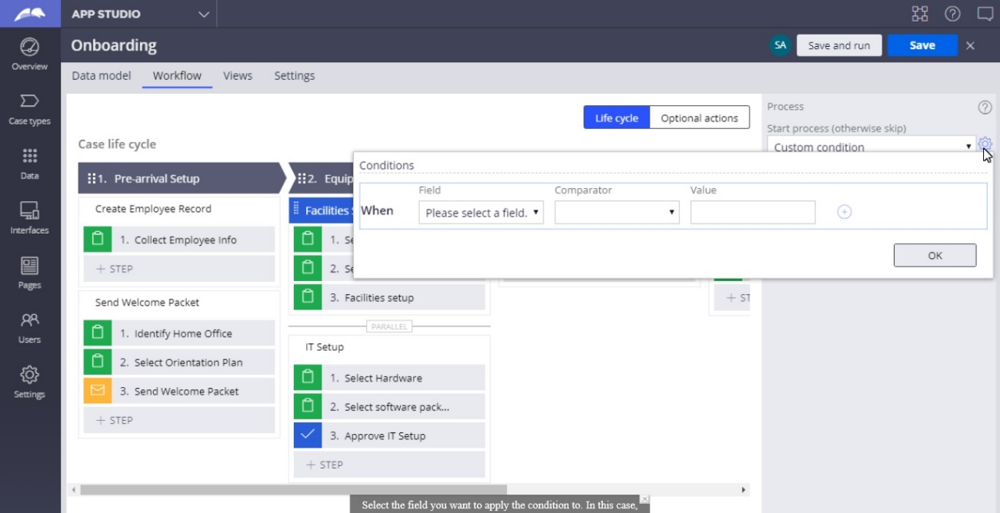 APP STUDIO
Onboarding
SA
Save and run
Save
Overview
Case types
Data
Interfaces
Pages
Users
Settings
Data model
Workflow
Views
Settings
Life cycle
Optional actions
Process
Start process (otherwise skip)
Custom condition
Case life cycle
1. Pre-arrival Setup
2. Equip
Conditions
Field
Comparator
Value
When
Please select a field.
OK
Create Employee Record
1. Collect Employee Info
+ STEP
Send Welcome Packet
1. Identify Home Office
2. Select Orientation Plan
3. Send Welcome Packet
+ STEP
Facilities S
1. Se
2. Se
3. Facilities setup
PARALLEL
IT Setup
1. Select Hardware
2. Select software pack...
3. Approve IT Setup
+ STEP
+ ST
Select the field you want to apply the condition to. In this case,